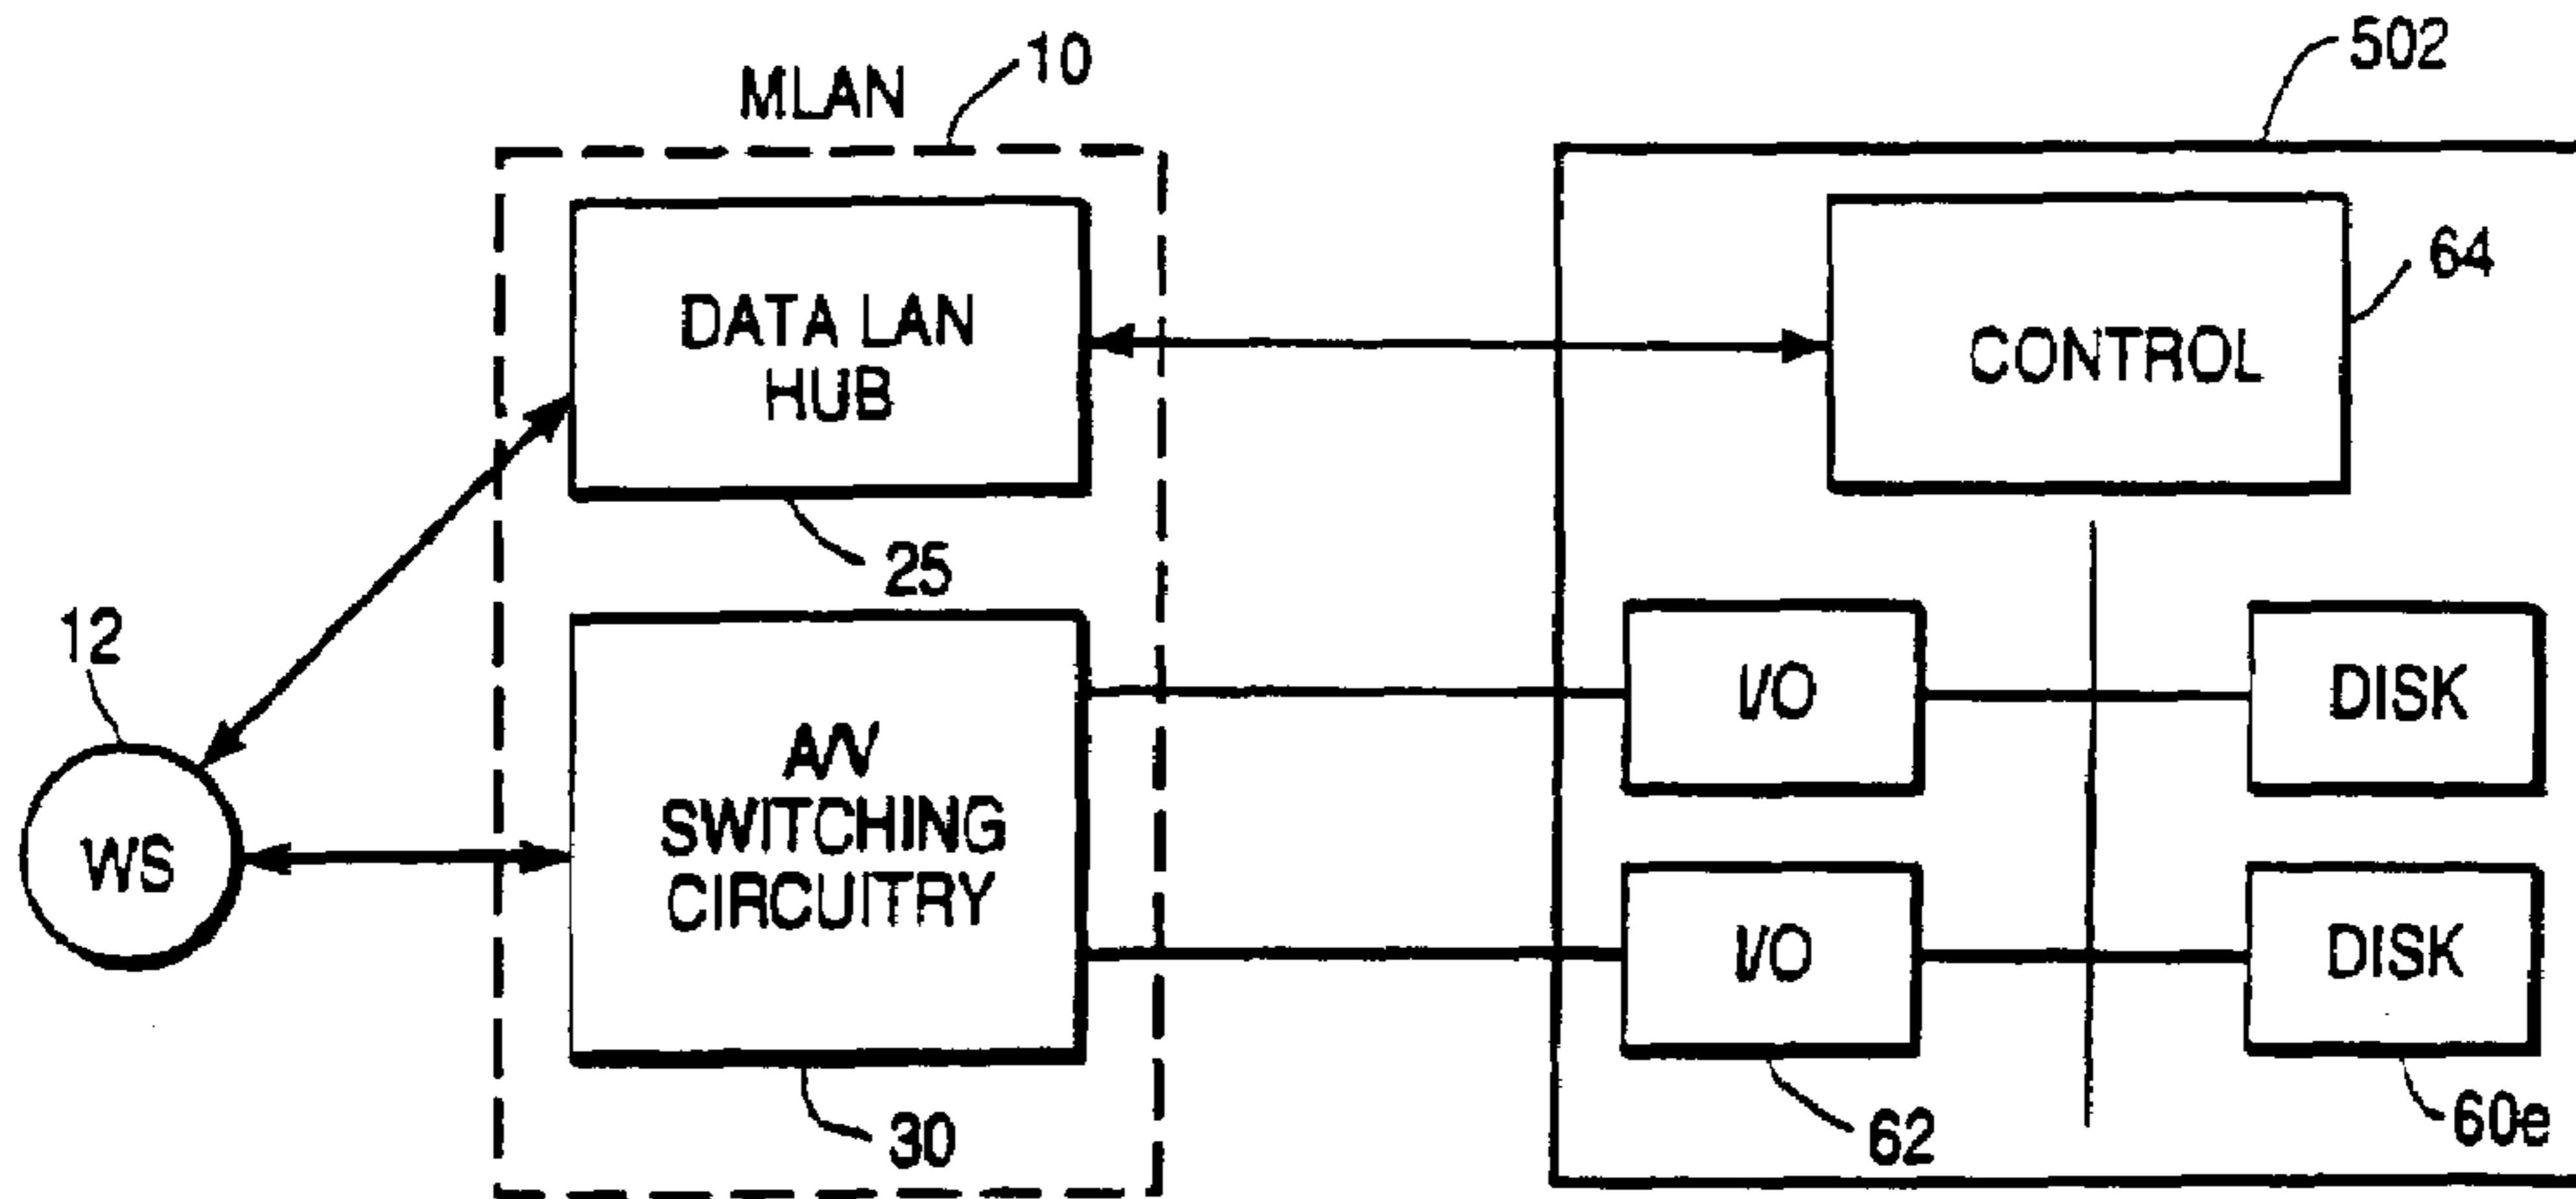 502
MLAN
10
DATA LAN
HUB
25
CONTROL
64
12
WS
A/V
SWITCHING
CIRCUITRY
30
I/O
DISK
I/O
62
DISK
60e